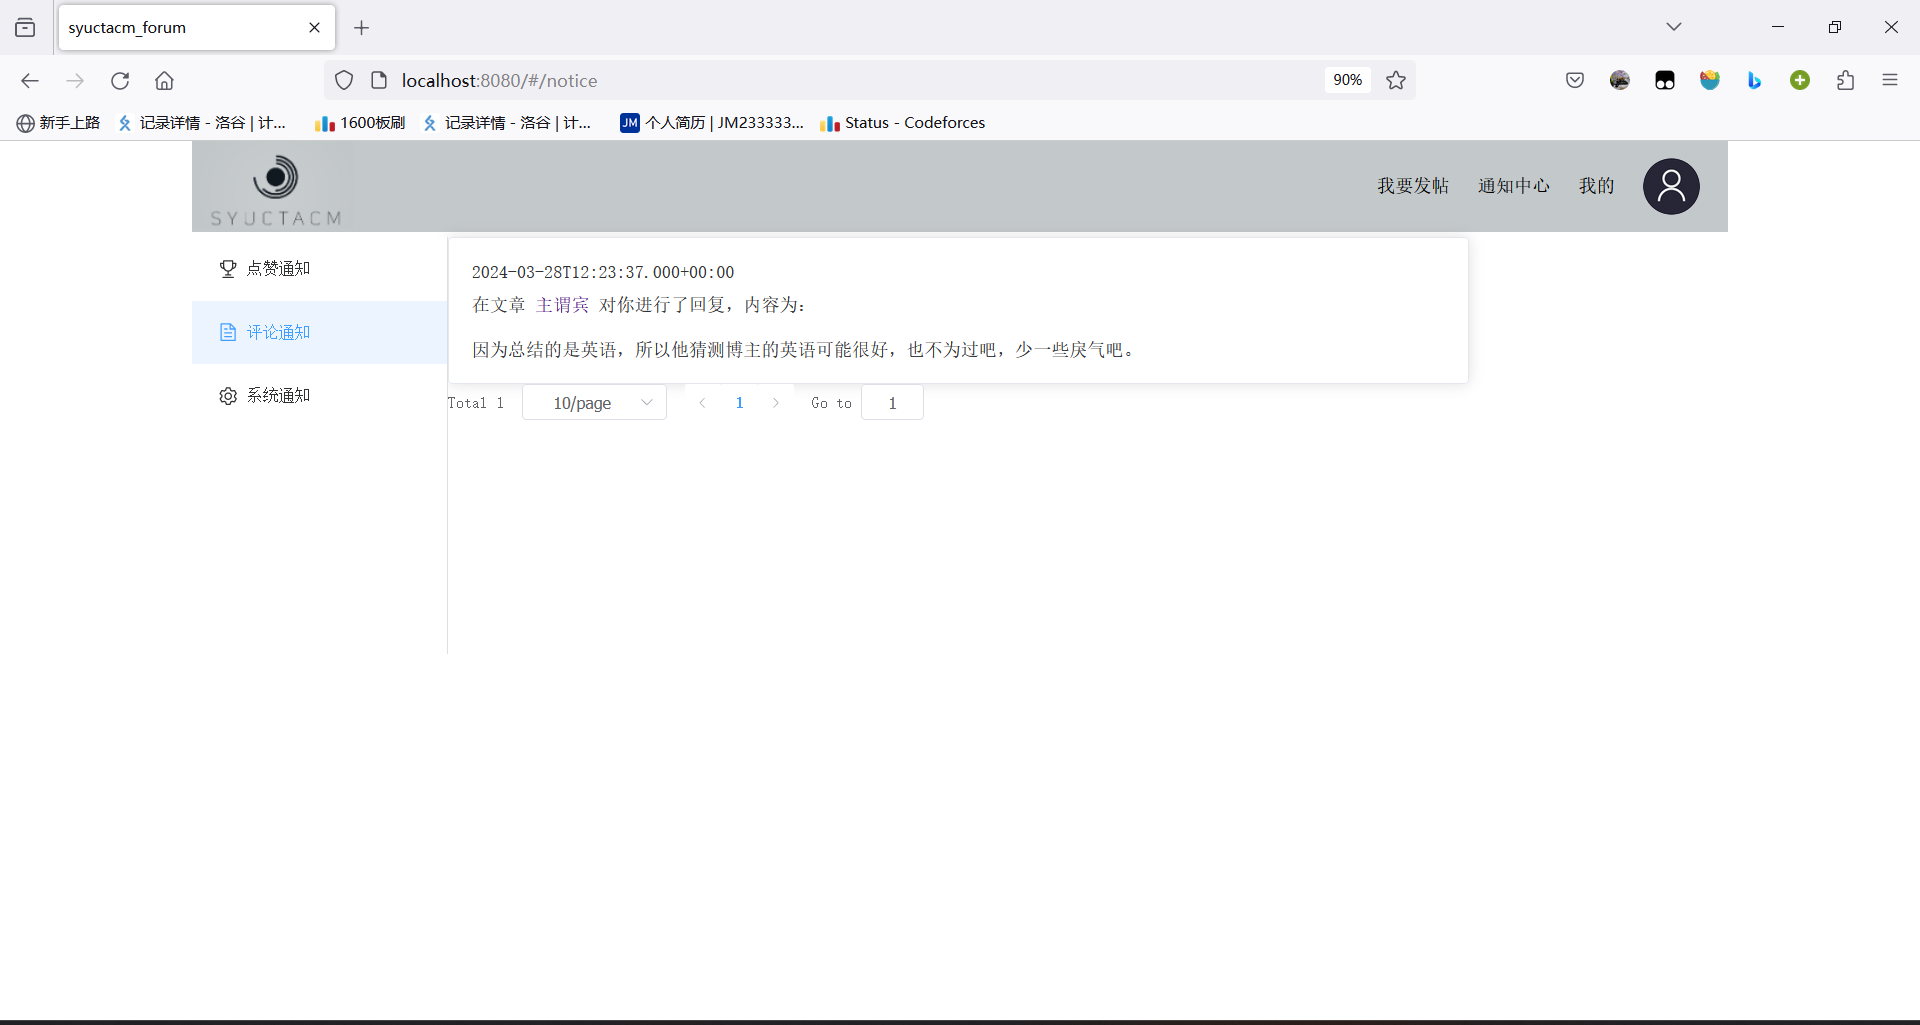 syuctacm_forum
localhost:8080/#/notice
90%
新手上路
记录详情 - 洛谷 | 计...
1600板刷
记录详情 - 洛谷 | 计...
JM
个人简历 | JM233333...
Status - Codeforces
SYUCTACM
我要发帖
通知中心
我的
点赞通知
评论通知
系统通知
2024-03-28T12:23:37.000+00:00
在文章 主谓宾 对你进行了回复，内容为：
因为总结的是英语，所以他猜测博主的英语可能很好，也不为过吧，少一些戾气吧。
Total 1
10/page
1
Go to
1